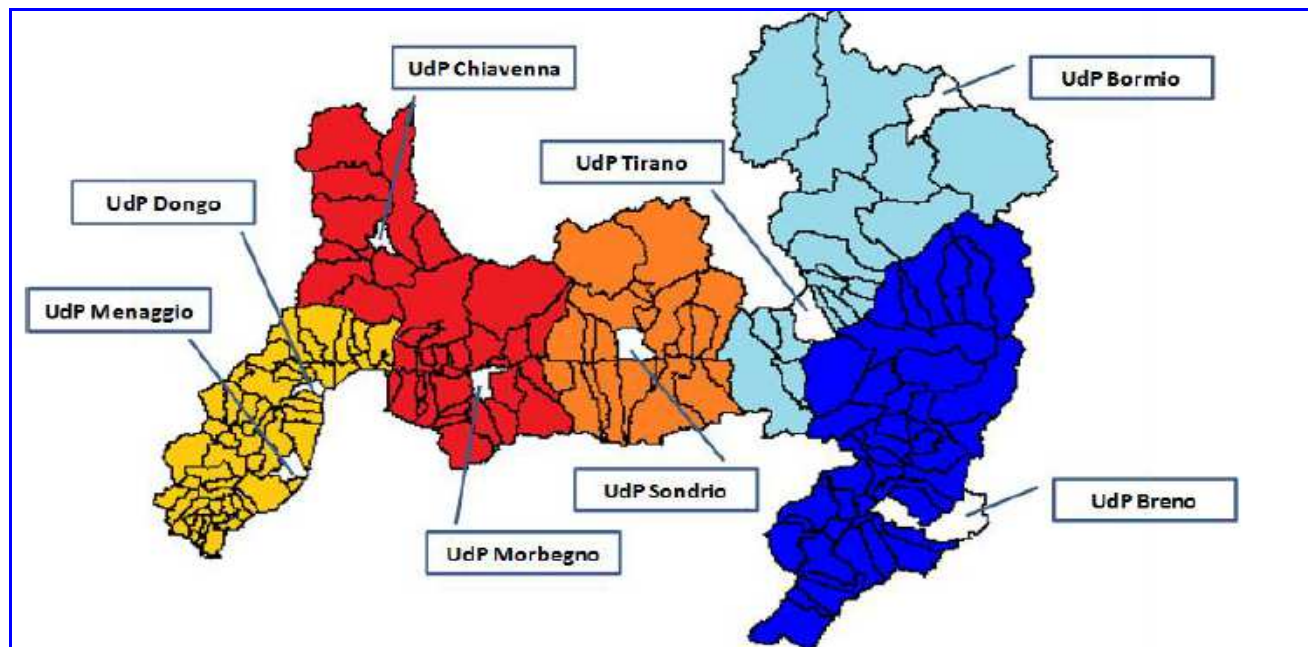 UdP Chiavenna
UdP Bormio
UdP Tirano
UdP Dongo
UdP Menaggio
UdP Sondrio
UdP Breno
UdP Morbegno